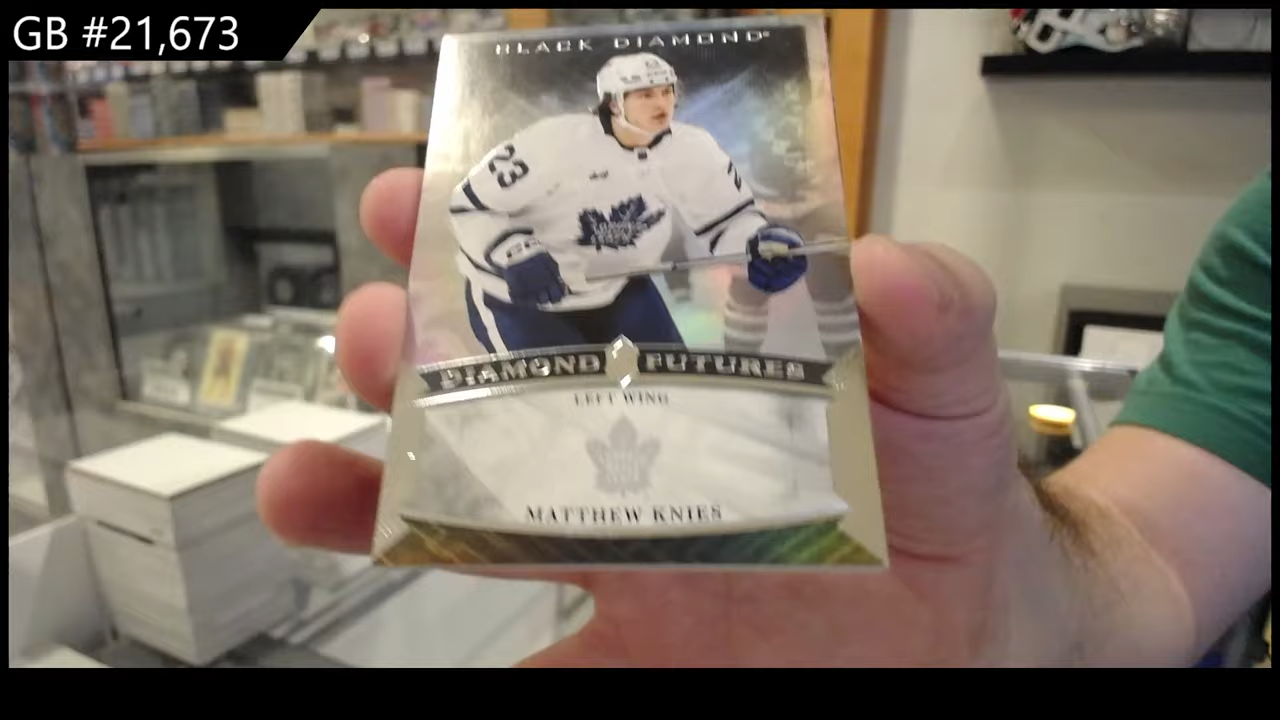 GB #21,673
BLACK DIAMOND
23
DIAMOND FUTURES
LEFT WING
MATTHEW KNIES